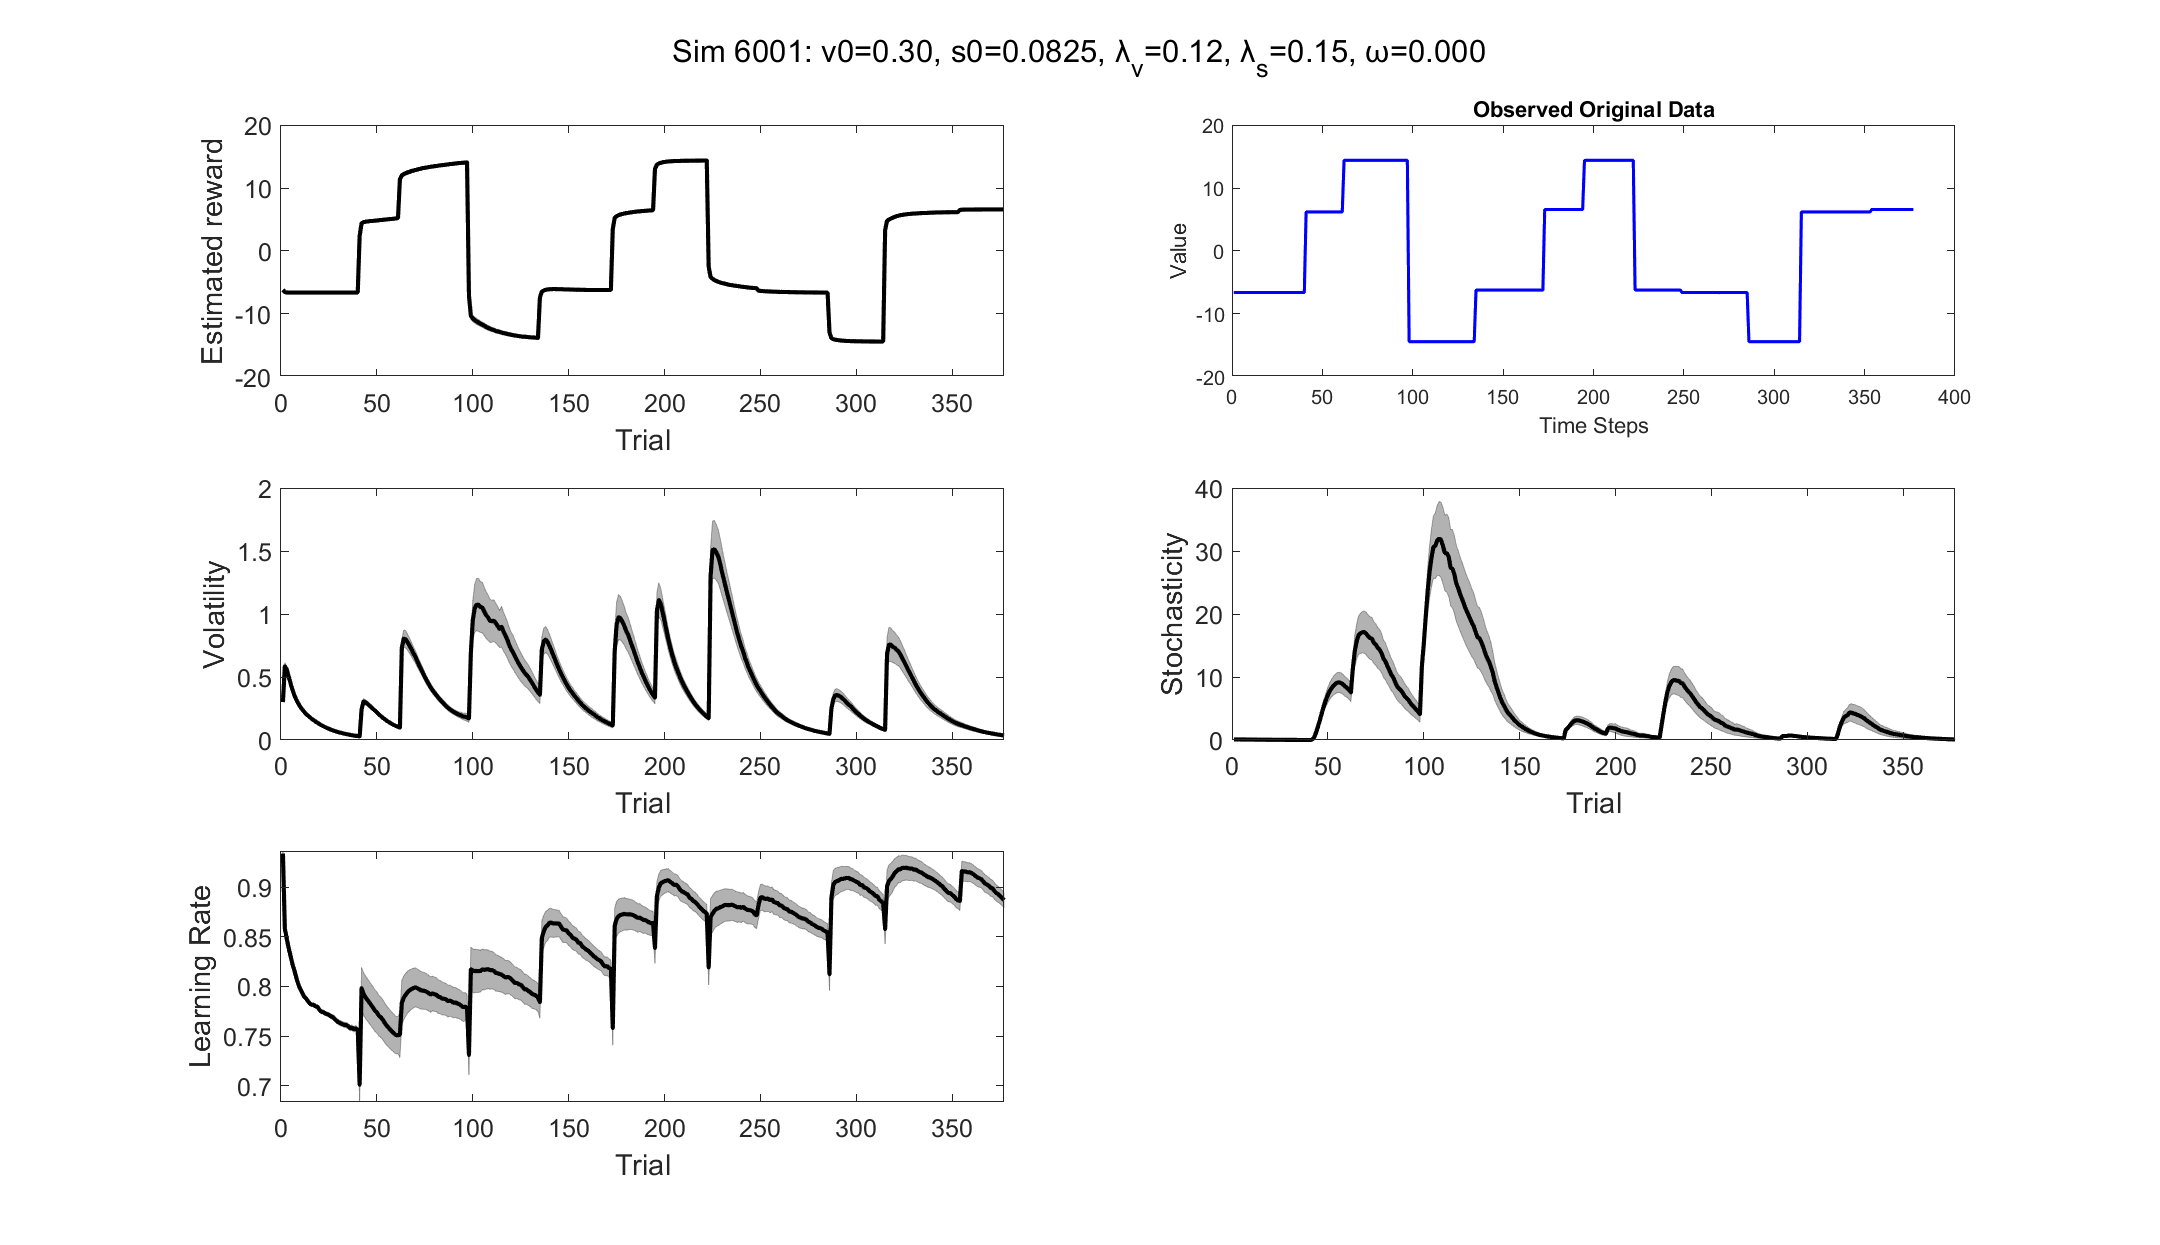 Sim 6001: v0=0.30, s0=0.0825, λ_v=0.12, λ_s=0.15, ω=0.000
Estimated reward
20
10
0
-10
-20
0 50 100 150 200 250 300 350
Trial
Observed Original Data
Value
20
10
0
-10
-20
0 50 100 150 200 250 300 350 400
Time Steps
Volatility
2
1.5
1
0.5
0
0 50 100 150 200 250 300 350
Trial
Stochasticity
40
30
20
10
0
0 50 100 150 200 250 300 350
Trial
Learning Rate
0.9
0.85
0.8
0.75
0.7
0 50 100 150 200 250 300 350
Trial